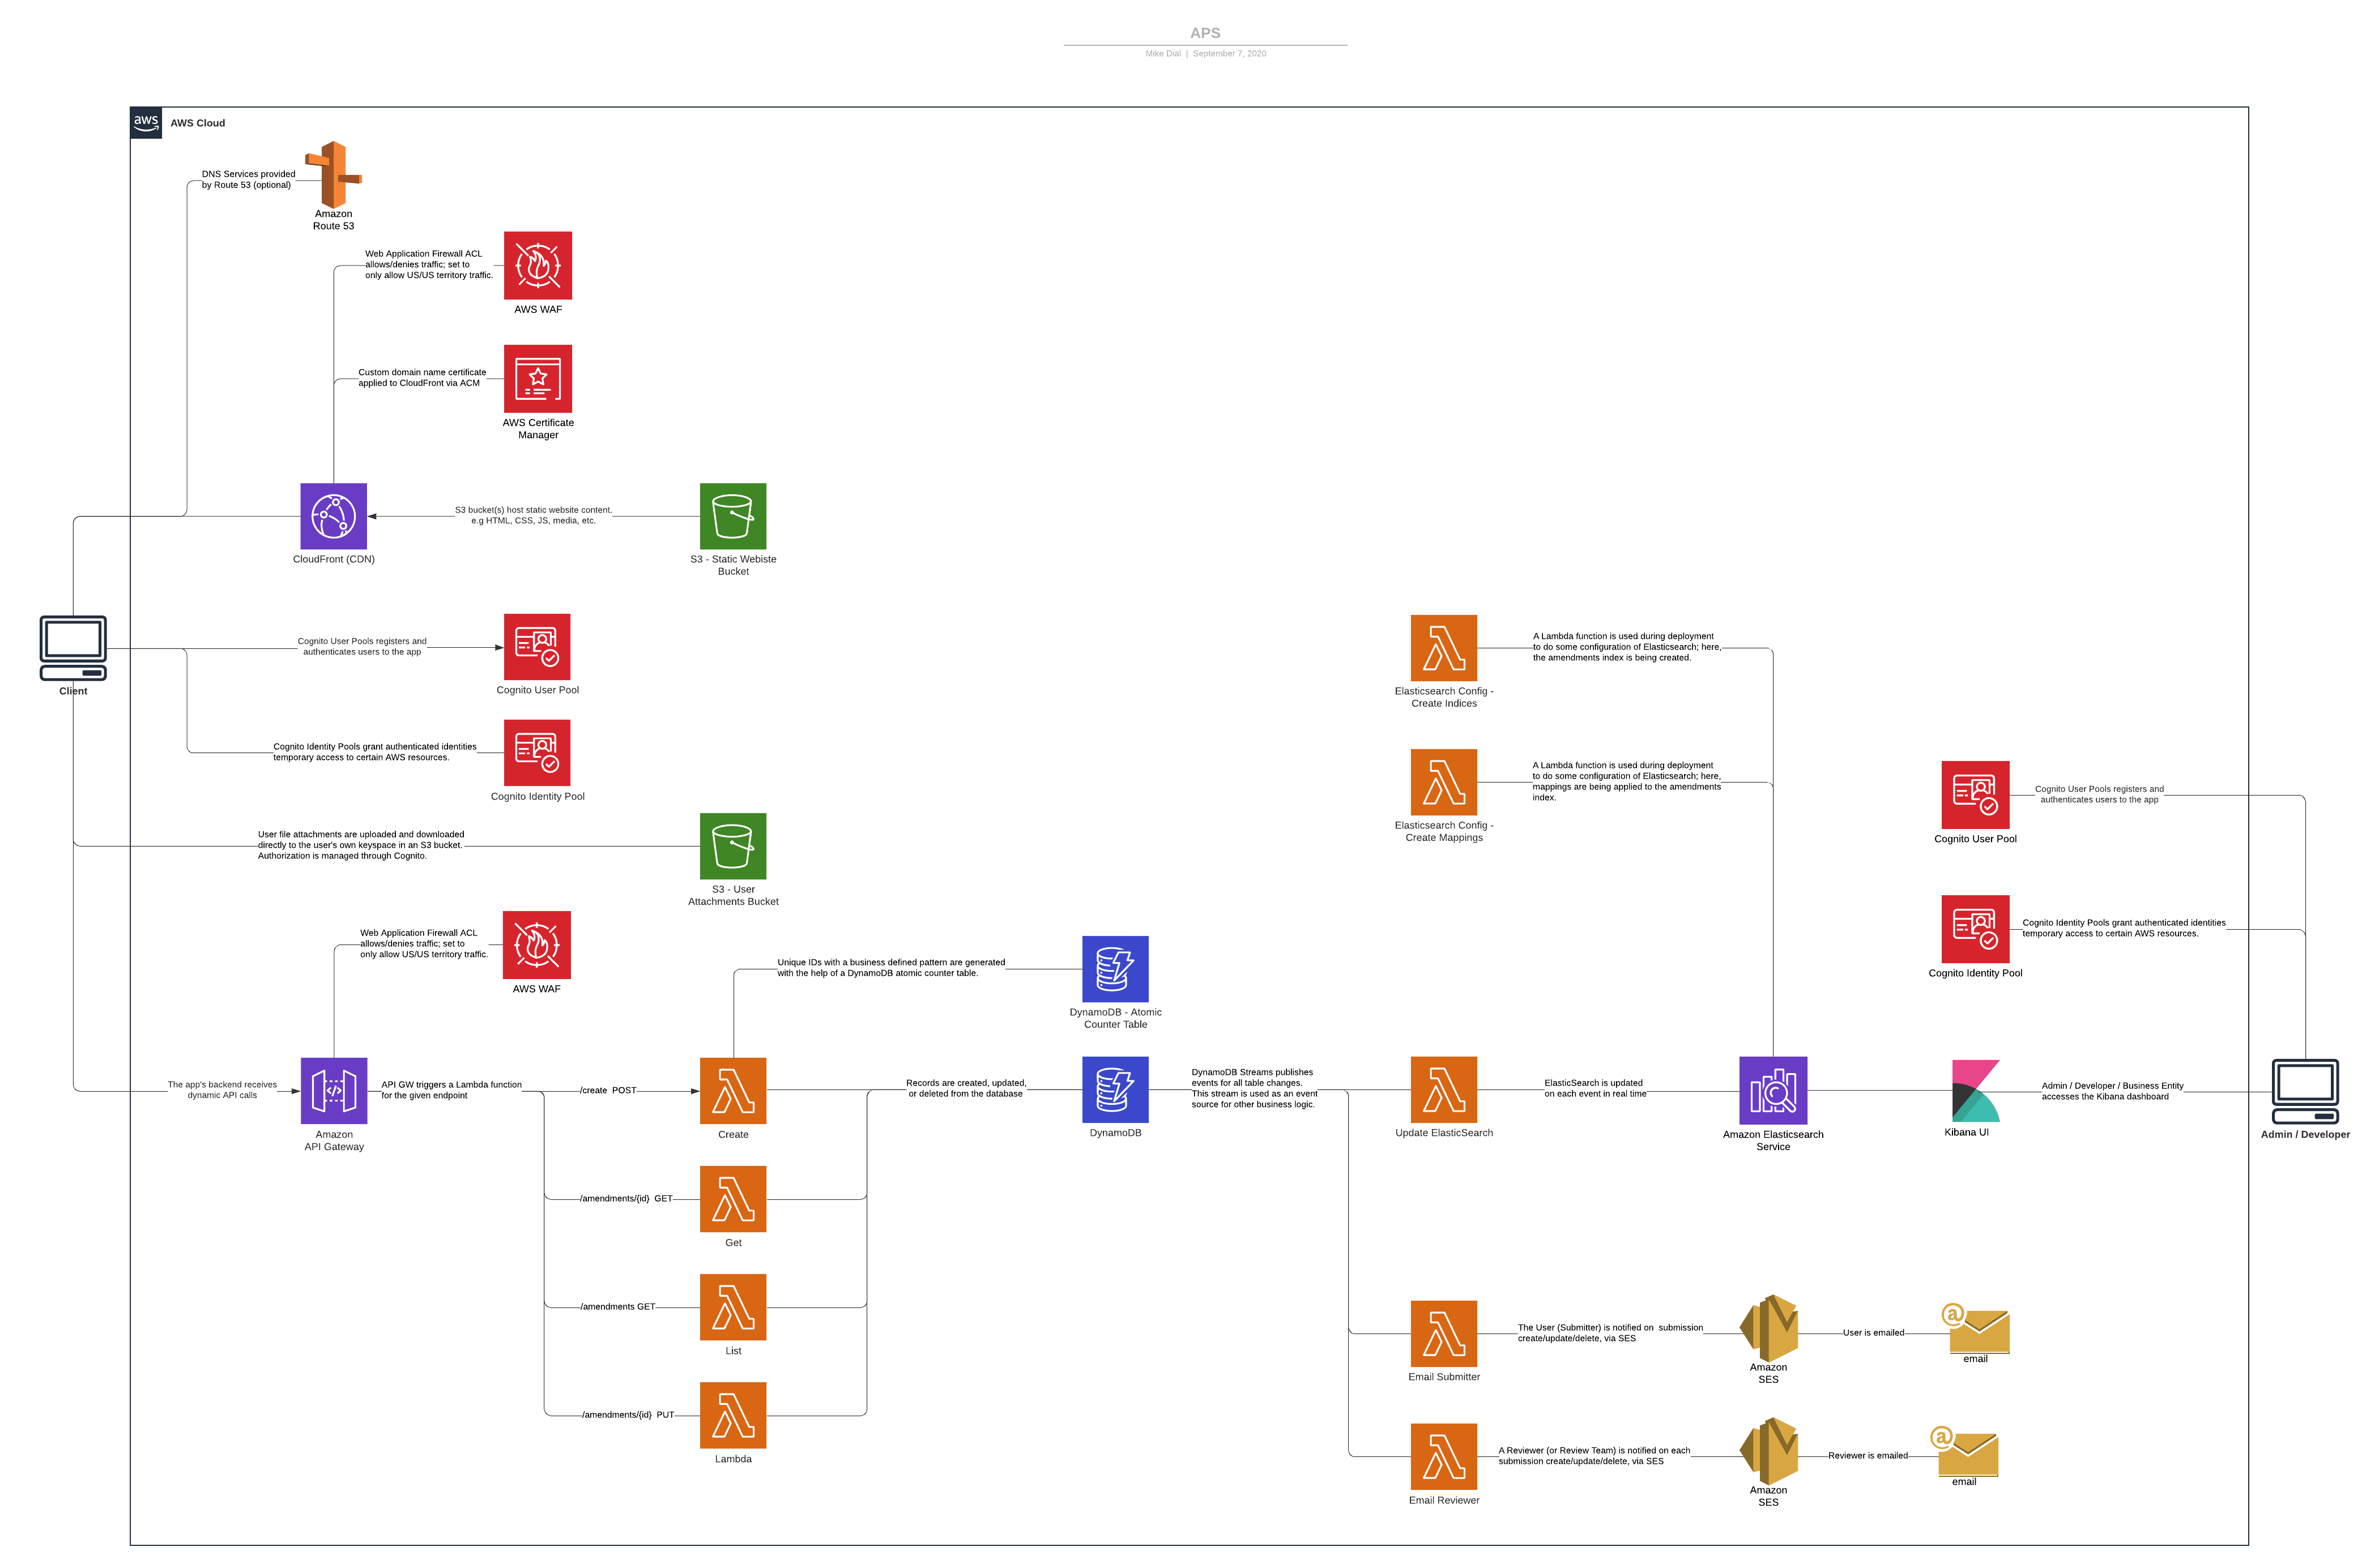 APS
Mike Dial | September 7, 2020
aws
AWS Cloud
DNS Services provided
by Route 53 (optional)
Amazon
Route 53
Web Application Firewall ACL
allows/denies traffic; set to
only allow US/US territory traffic.
AWS WAF
Custom domain name certificate
applied to CloudFront via ACM
AWS Certificate
Manager
CloudFront (CDN)
S3 bucket(s) host static website content.
e.g HTML, CSS, JS, media, etc.
S3 - Static Webiste
Bucket
Client
Cognito User Pools registers and
authenticates users to the app
Cognito User Pool
Cognito Identity Pools grant authenticated identities
temporary access to certain AWS resources.
Cognito Identity Pool
User file attachments are uploaded and downloaded
directly to the user's own keyspace in an S3 bucket.
Authorization is managed through Cognito.
S3 - User
Attachments Bucket
Web Application Firewall ACL
allows/denies traffic; set to
only allow US/US territory traffic.
AWS WAF
The app's backend receives
dynamic API calls
Amazon
API Gateway
API GW triggers a Lambda function
for the given endpoint
/create POST
Create
/amendments/{id} GET
Get
/amendments GET
List
/amendments/{id} PUT
Lambda
Unique IDs with a business defined pattern are generated
with the help of a DynamoDB atomic counter table.
DynamoDB - Atomic
Counter Table
Records are created, updated,
or deleted from the database
DynamoDB
DynamoDB Streams publishes
events for all table changes.
This stream is used as an event
source for other business logic.
Elasticsearch Config -
Create Indices
A Lambda function is used during deployment
to do some configuration of Elasticsearch; here,
the amendments index is being created.
Elasticsearch Config -
Create Mappings
A Lambda function is used during deployment
to do some configuration of Elasticsearch; here,
mappings are being applied to the amendments
index.
Update ElasticSearch
ElasticSearch is updated
on each event in real time
Amazon Elasticsearch
Service
Kibana UI
Admin / Developer / Business Entity
accesses the Kibana dashboard
Admin / Developer
Cognito User Pool
Cognito User Pools registers and
authenticates users to the app
Cognito Identity Pool
Cognito Identity Pools grant authenticated identities
temporary access to certain AWS resources.
Email Submitter
The User (Submitter) is notified on submission
create/update/delete, via SES
Amazon
SES
User is emailed
a
email
Email Reviewer
A Reviewer (or Review Team) is notified on each
submission create/update/delete, via SES
Amazon
SES
Reviewer is emailed
a
email